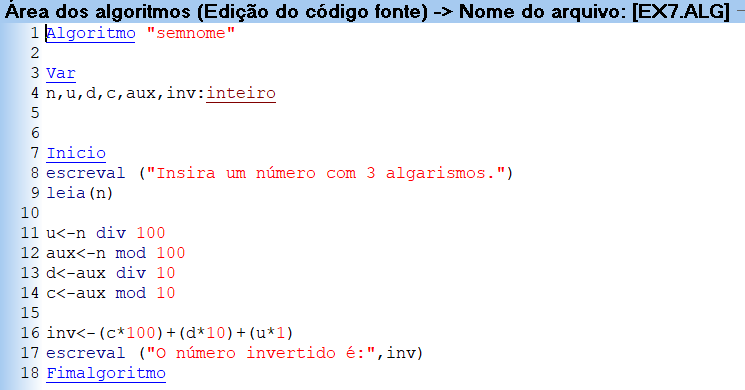 Área dos algoritmos (Edição do código fonte) -> Nome do arquivo: [EX7.ALG]
1 Algoritmo "semnome"
2
3 Var
4 n,u,d,c,aux,inv:inteiro
5
6
7 Inicio
8 escreval ("Insira um número com 3 algarismos.")
9 leia(n)
10
11 u<-n div 100
12 aux<-n mod 100
13 d<-aux div 10
14 c<-aux mod 10
15
16 inv<-(c*100)+(d*10)+(u*1)
17 escreval ("O número invertido é:",inv)
18 Fimalgoritmo